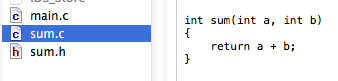 main.c
sum.c
sum.h
int sum(int a, int b)
{
    return a + b;
}